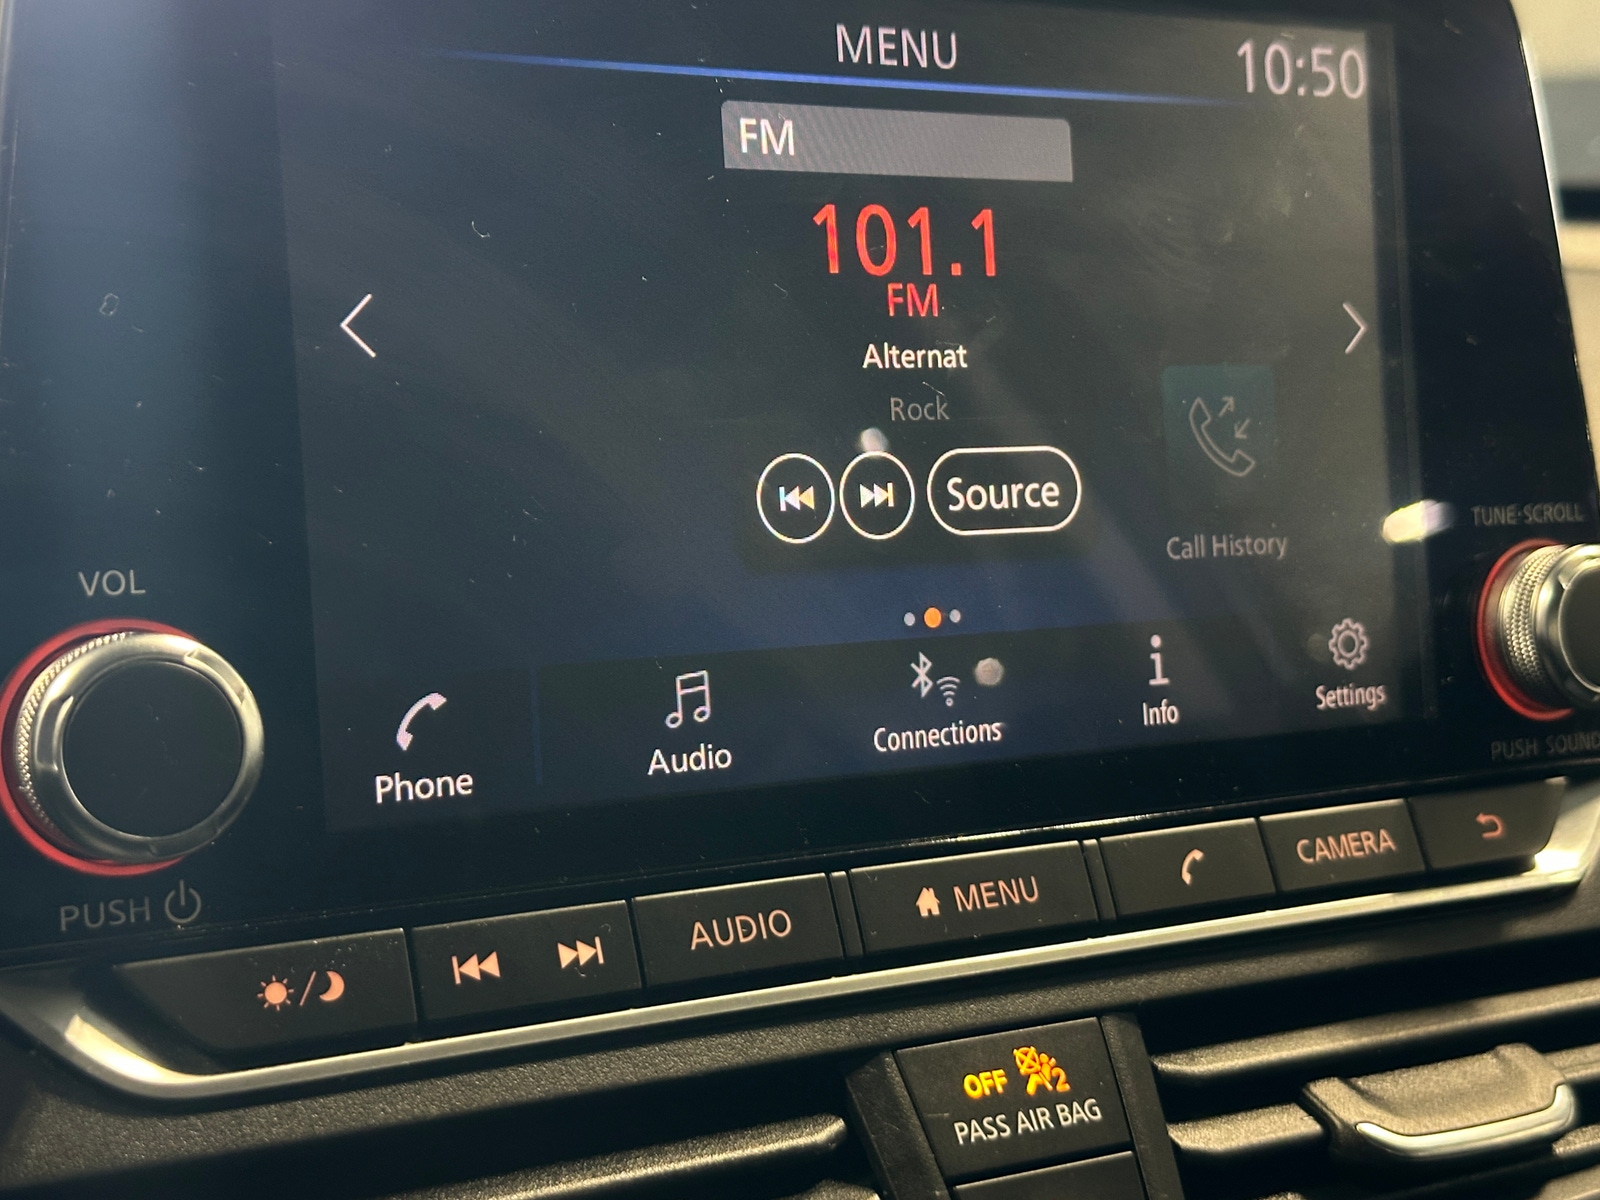 MENU
10:50
FM
101.1
FM
Alternat
Rock
Source
Call History
Phone
Audio
Connections
Info
Settings
VOL
PUSH
TUNE·SCROLL
PUSH SOUND
AUDIO
MENU
CAMERA
OFF 2
PASS AIR BAG